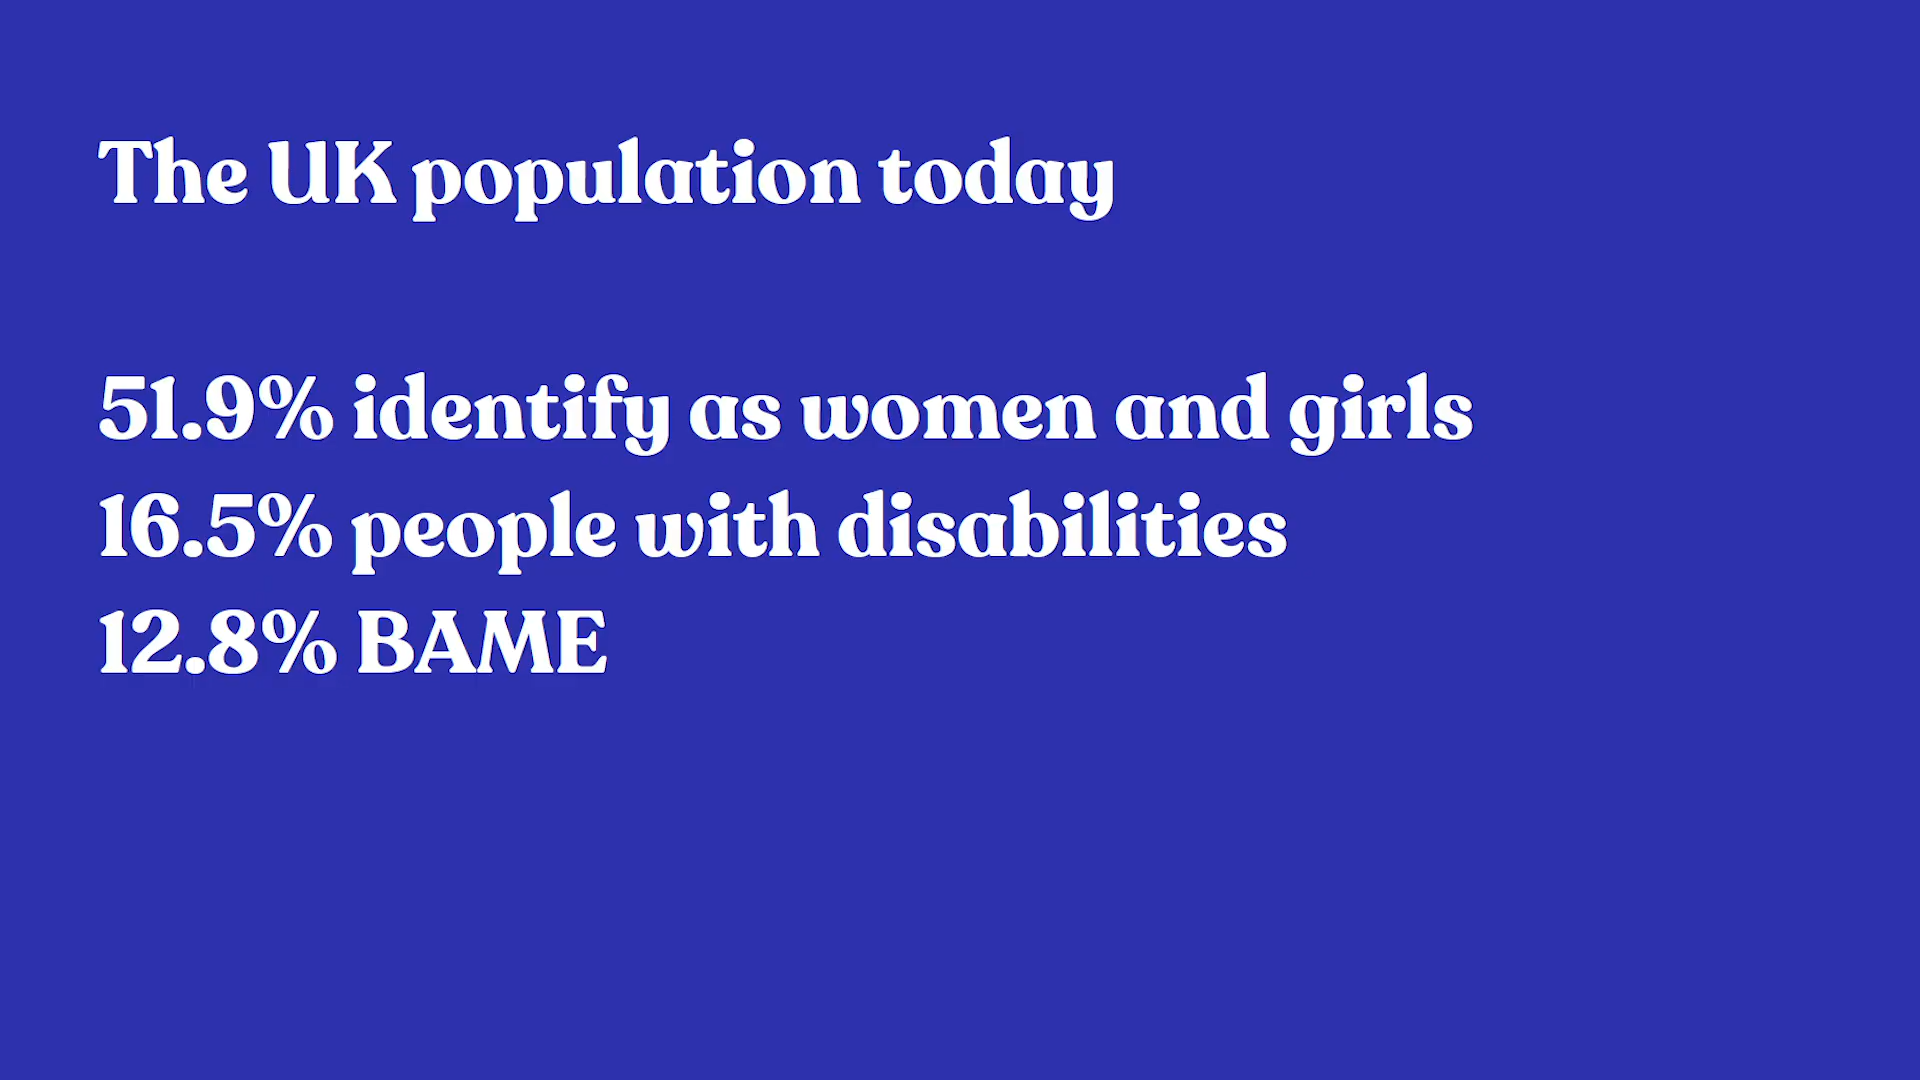 The UK population today
51.9% identify as women and girls
16.5% people with disabilities
12.8% BAME